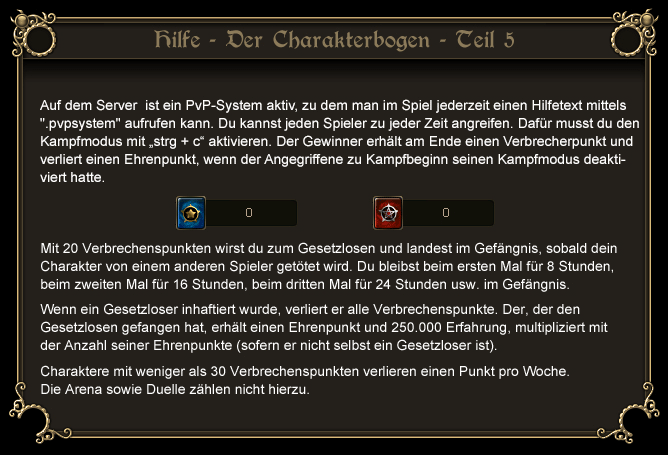 Hilfe - Der Charakterbogen - Teil 5
Auf dem Server ist ein PvP-System aktiv, zu dem man im Spiel jederzeit einen Hilfetext mittels
".pvpsystem" aufrufen kann. Du kannst jeden Spieler zu jeder Zeit angreifen. Dafür musst du den
Kampfmodus mit „strg + c“ aktivieren. Der Gewinner erhält am Ende einen Verbrecherpunkt und
verliert einen Ehrenpunkt, wenn der Angegriffene zu Kampfbeginn seinen Kampfmodus deakti-
viert hatte.
0 0
Mit 20 Verbrechenspunkten wirst du zum Gesetzlosen und landest im Gefängnis, sobald dein
Charakter von einem anderen Spieler getötet wird. Du bleibst beim ersten Mal für 8 Stunden,
beim zweiten Mal für 16 Stunden, beim dritten Mal für 24 Stunden usw. im Gefängnis.
Wenn ein Gesetzloser inhaftiert wurde, verliert er alle Verbrechenspunkte. Der, der den
Gesetzlosen gefangen hat, erhält einen Ehrenpunkt und 250.000 Erfahrung, multipliziert mit
der Anzahl seiner Ehrenpunkte (sofern er nicht selbst ein Gesetzloser ist).
Charaktere mit weniger als 30 Verbrechenspunkten verlieren einen Punkt pro Woche.
Die Arena sowie Duelle zählen nicht hierzu.